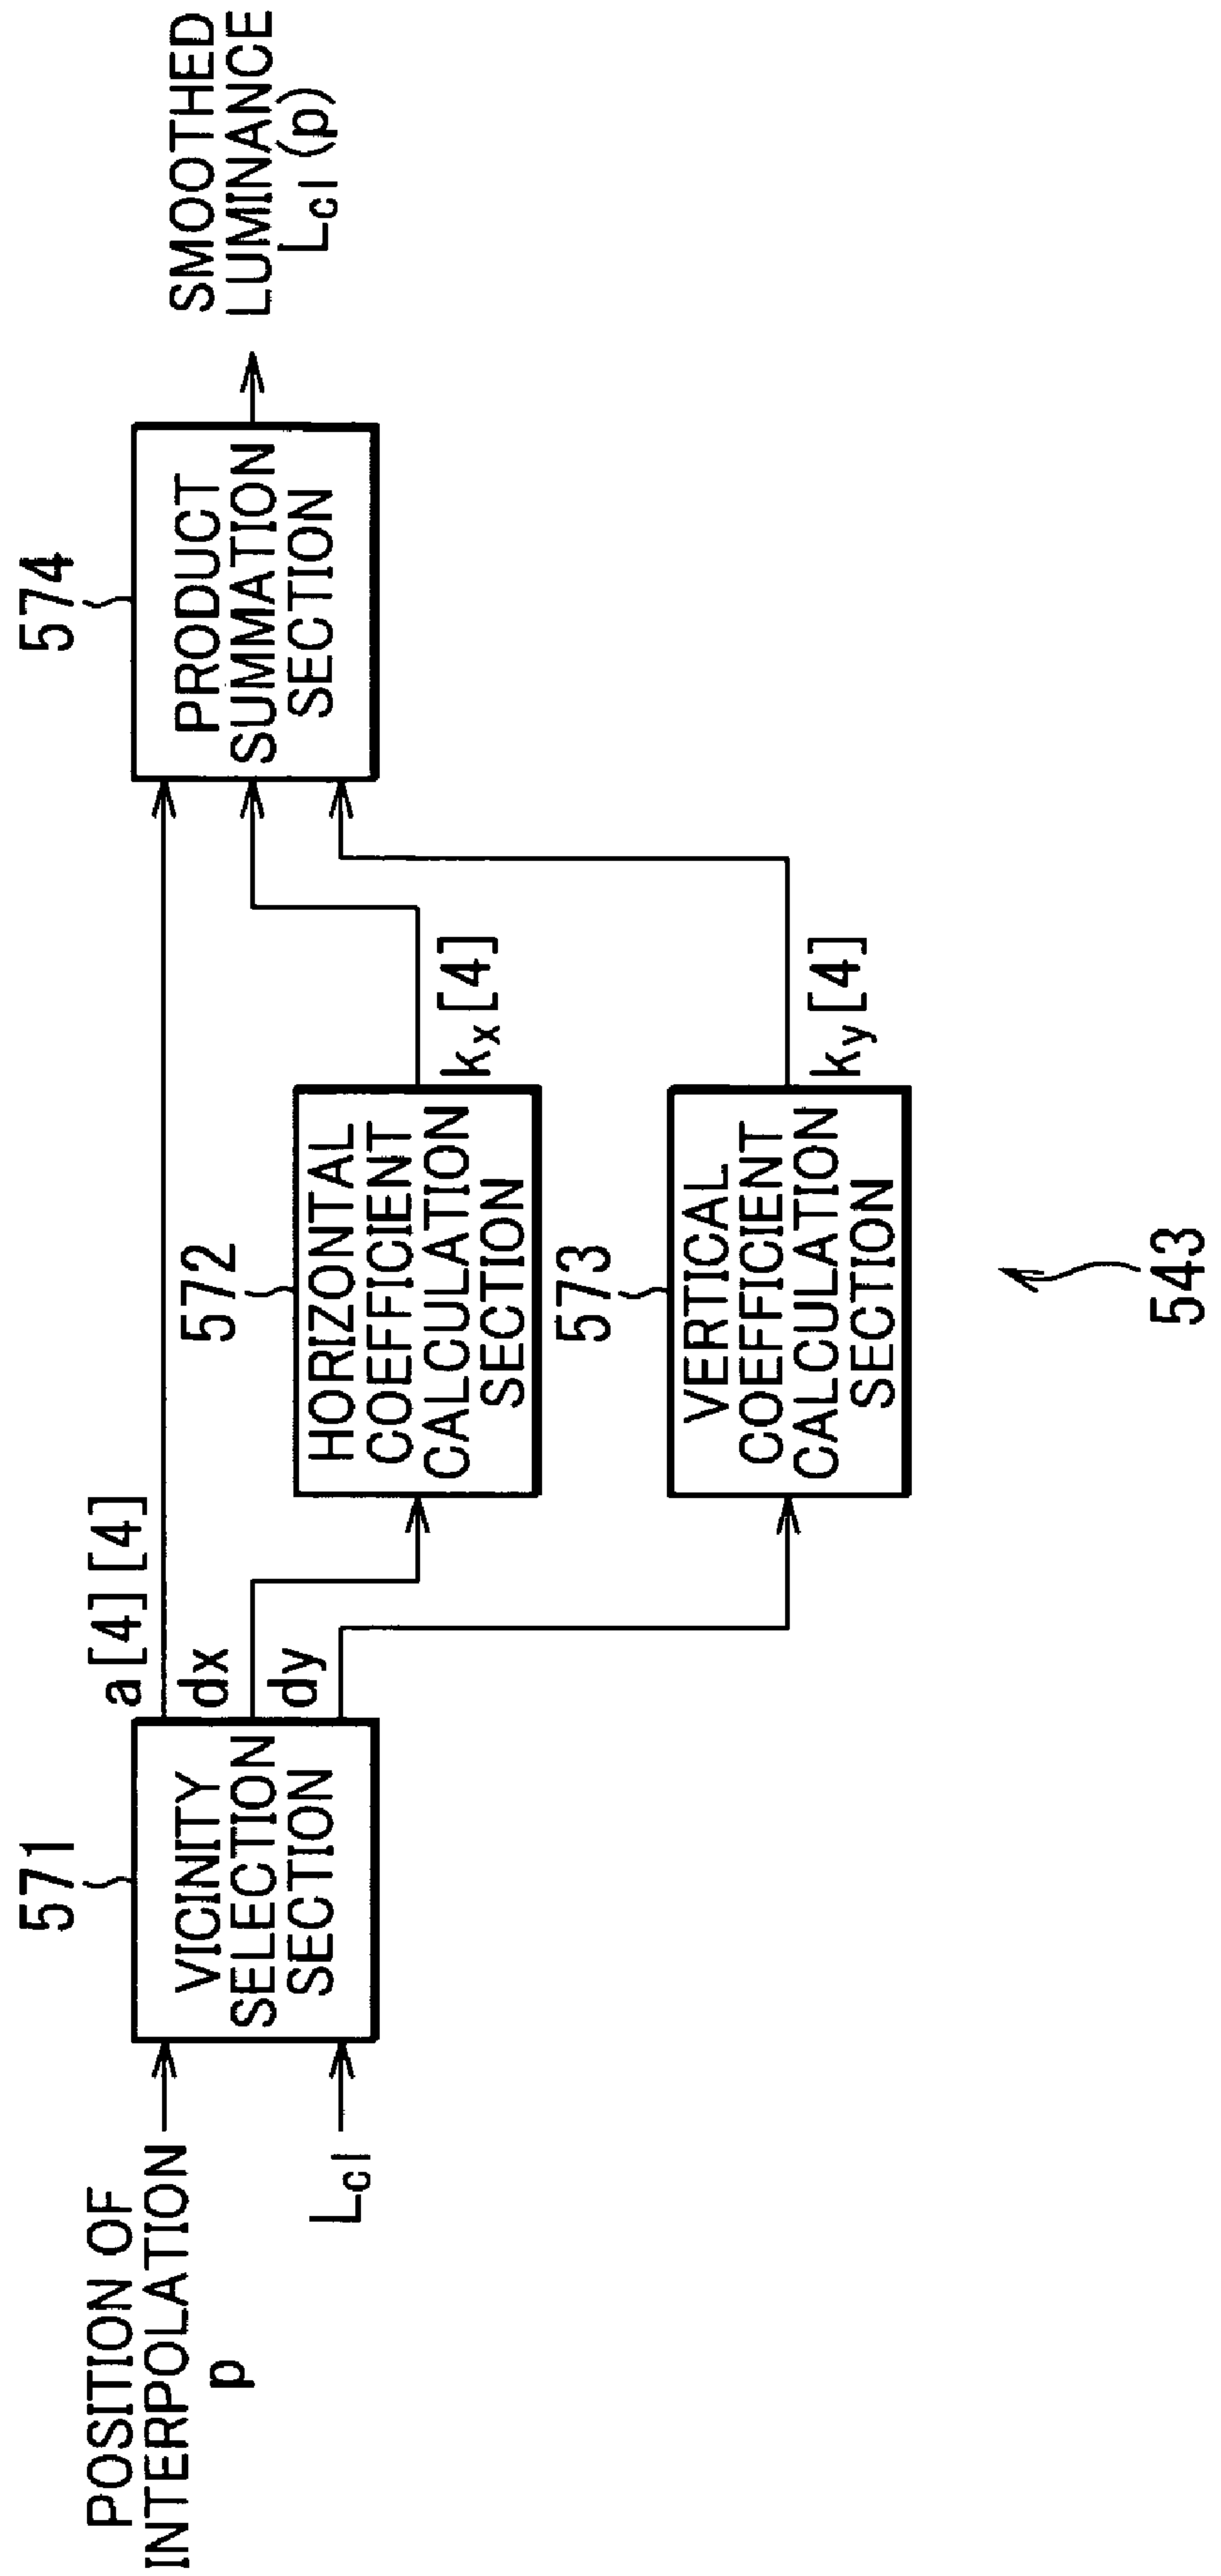 POSITION OF
INTERPOLATION
p
Lcl
571
VICINITY
SELECTION
SECTION
a[4][4]
dx
dy
572
HORIZONTAL
COEFFICIENT
CALCULATION
SECTION
kx[4]
573
VERTICAL
COEFFICIENT
CALCULATION
SECTION
ky[4]
574
PRODUCT
SUMMATION
SECTION
SMOOTHED
LUMINANCE
Lcl (p)
543